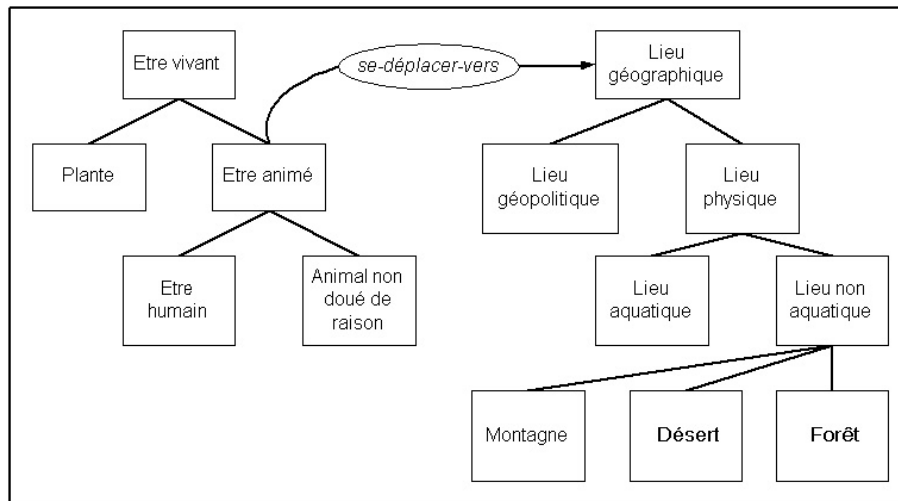 Etre vivant
se-déplacer-vers
Lieu
géographique
Plante
Etre animé
Lieu
géopolitique
Lieu
physique
Etre
humain
Animal non
doué de
raison
Lieu
aquatique
Lieu non
aquatique
Montagne
Désert
Forêt